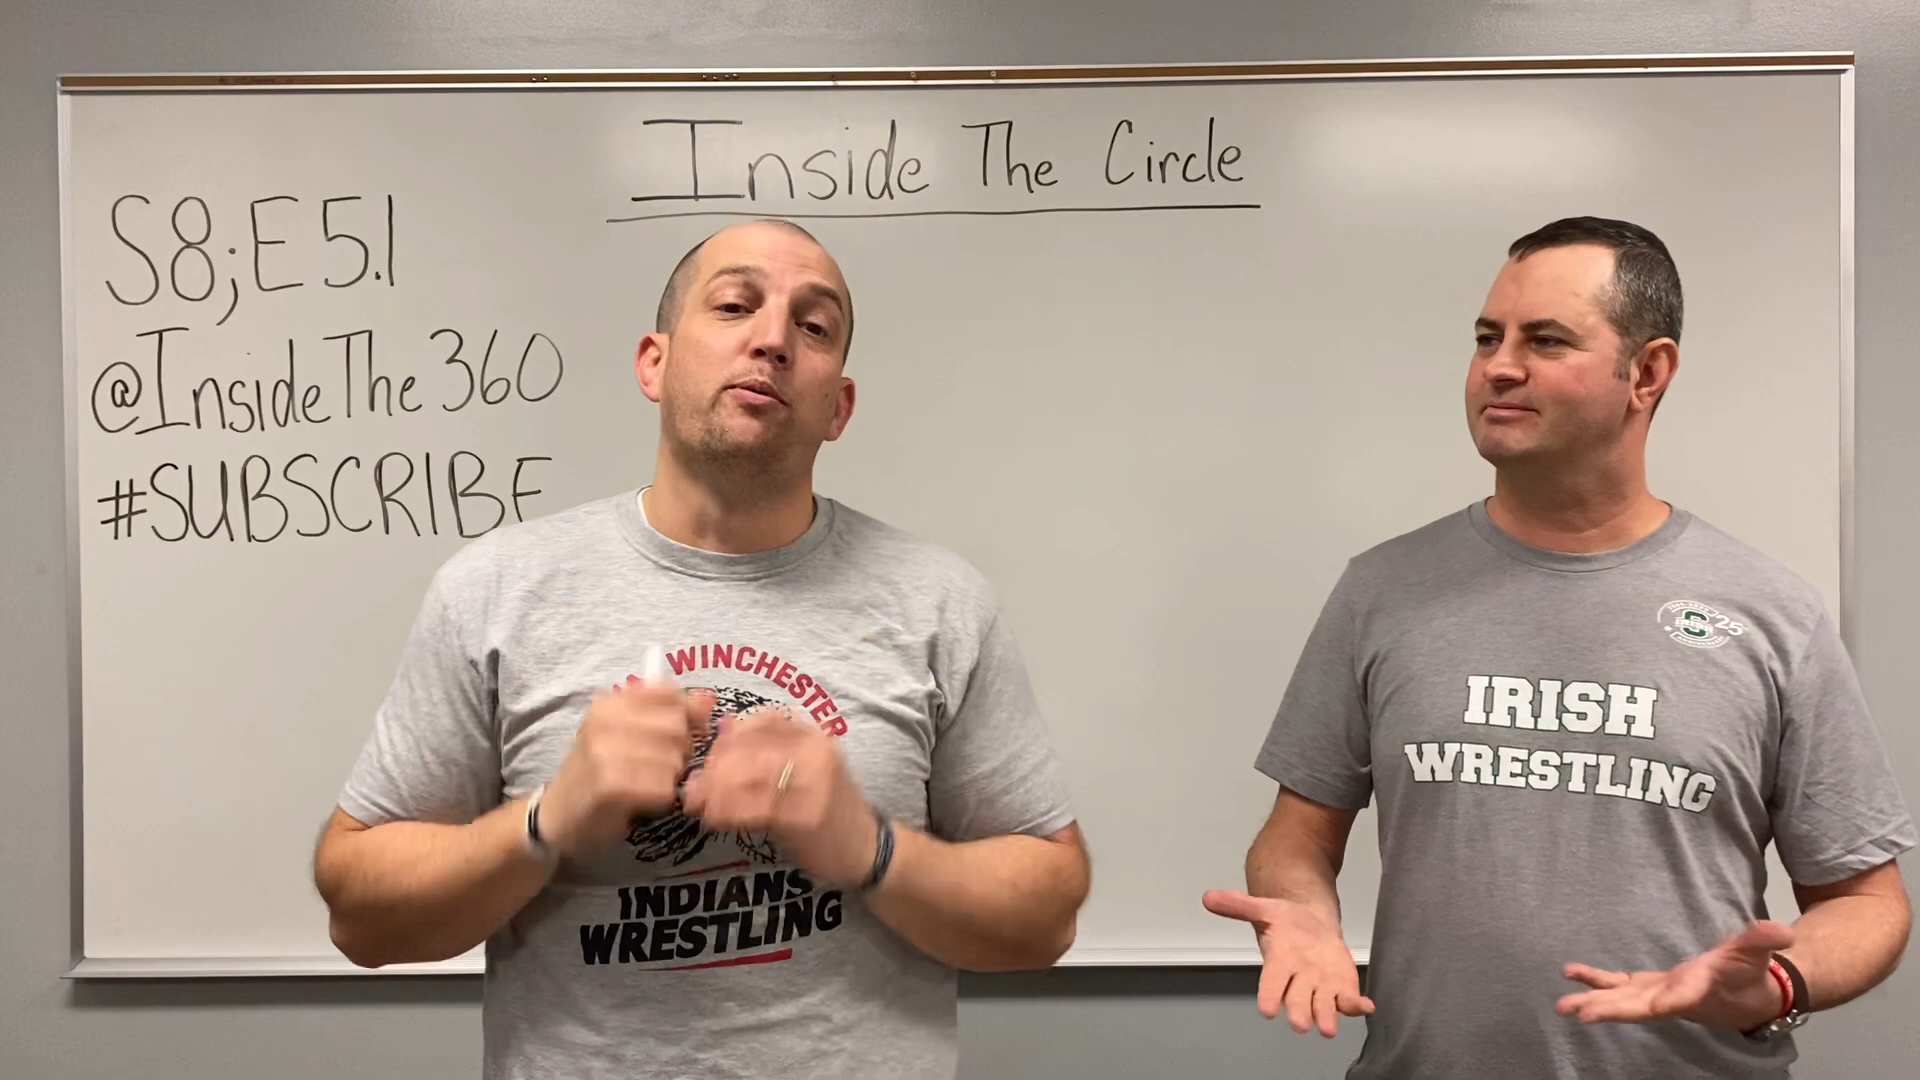 Inside The Circle
S8;E5.1
@InsideThe360
#SUBSCRIBE
WINCHESTER
INDIANS
WRESTLING
S '25
IRISH
WRESTLING